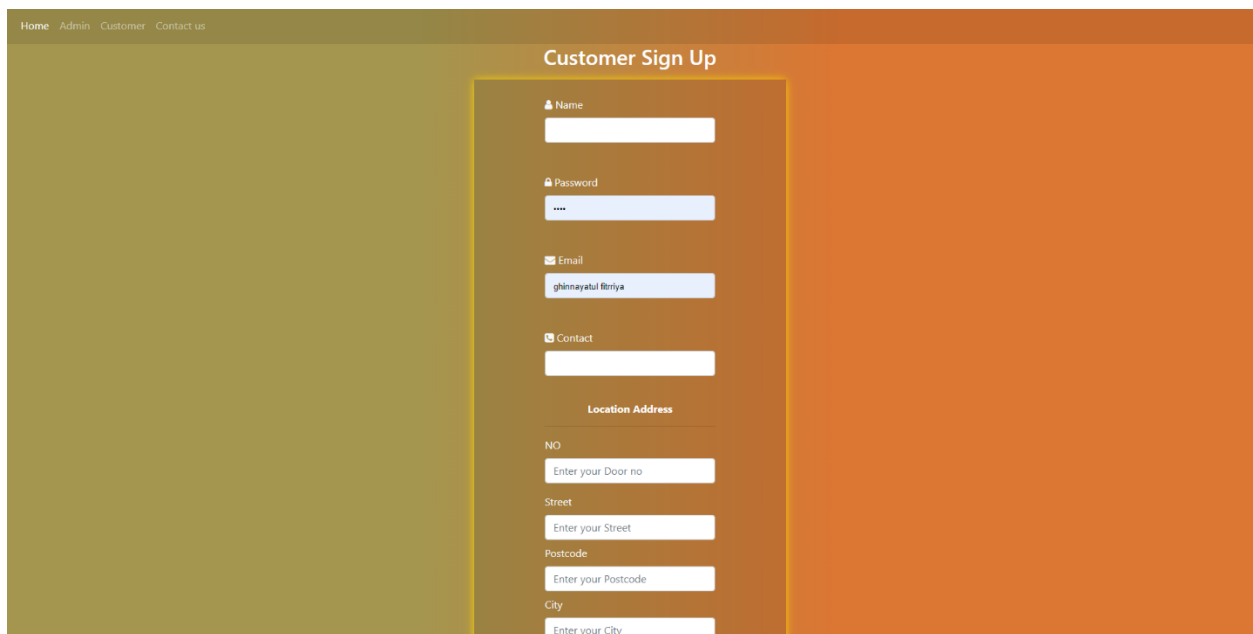 Home Admin Customer Contact us
Customer Sign Up
Name
Password
••••
Email
ghinnayatul fitrriya
Contact
Location Address
NO
Enter your Door no
Street
Enter your Street
Postcode
Enter your Postcode
City
Enter your City